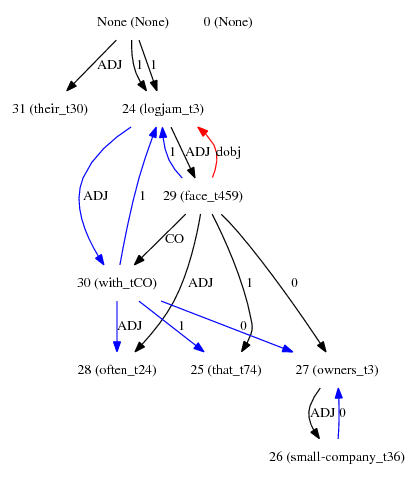 None (None) 0 (None)
ADJ 1 1
31 (their_t30) 24 (logjam_t3)
1 ADJ dobj
ADJ 1 29 (face_t459)
CO
30 (with_tCO) ADJ 1 0
ADJ 1 0
28 (often_t24) 25 (that_t74) 27 (owners_t3)
ADJ 0
26 (small-company_t36)